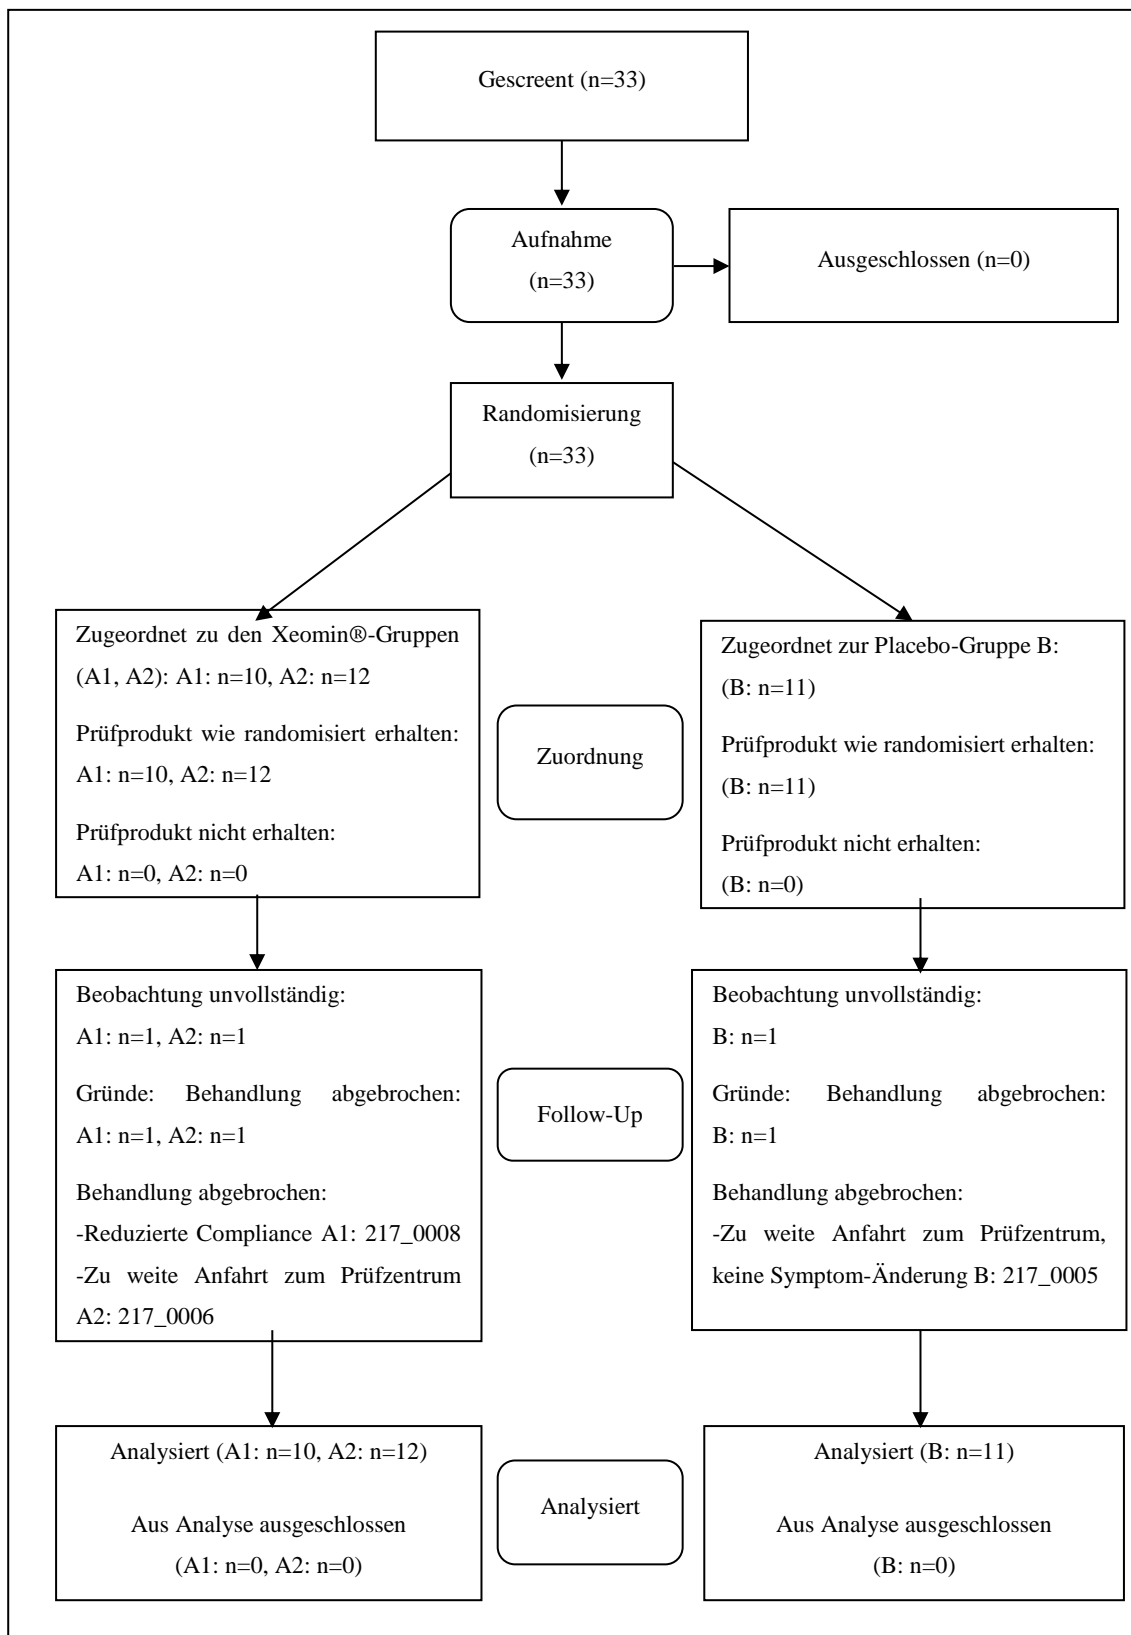 Gescreent (n=33)
Aufnahme
(n=33)
Ausgeschlossen (n=0)
Randomisierung
(n=33)
Zugeordnet zu den Xeomin®-Gruppen
(A1, A2): A1: n=10, A2: n=12
Prüfprodukt wie randomisiert erhalten:
A1: n=10, A2: n=12
Prüfprodukt nicht erhalten:
A1: n=0, A2: n=0
Zuordnung
Zugeordnet zur Placebo-Gruppe B:
(B: n=11)
Prüfprodukt wie randomisiert erhalten:
(B: n=11)
Prüfprodukt nicht erhalten:
(B: n=0)
Beobachtung unvollständig:
A1: n=1, A2: n=1
Gründe: Behandlung abgebrochen:
A1: n=1, A2: n=1
Behandlung abgebrochen:
-Reduzierte Compliance A1: 217_0008
-Zu weite Anfahrt zum Prüfzentrum
A2: 217_0006
Follow-Up
Beobachtung unvollständig:
B: n=1
Gründe: Behandlung abgebrochen:
B: n=1
Behandlung abgebrochen:
-Zu weite Anfahrt zum Prüfzentrum,
keine Symptom-Änderung B: 217_0005
Analysiert (A1: n=10, A2: n=12)
Aus Analyse ausgeschlossen
(A1: n=0, A2: n=0)
Analysiert
Analysiert (B: n=11)
Aus Analyse ausgeschlossen
(B: n=0)